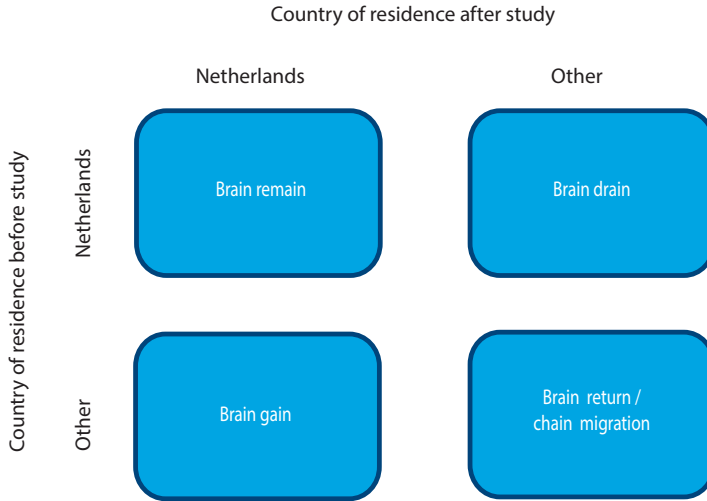 Country of residence after study
Netherlands
Other
Country of residence before study
Netherlands
Brain remain
Brain drain
Other
Brain gain
Brain return /
chain migration